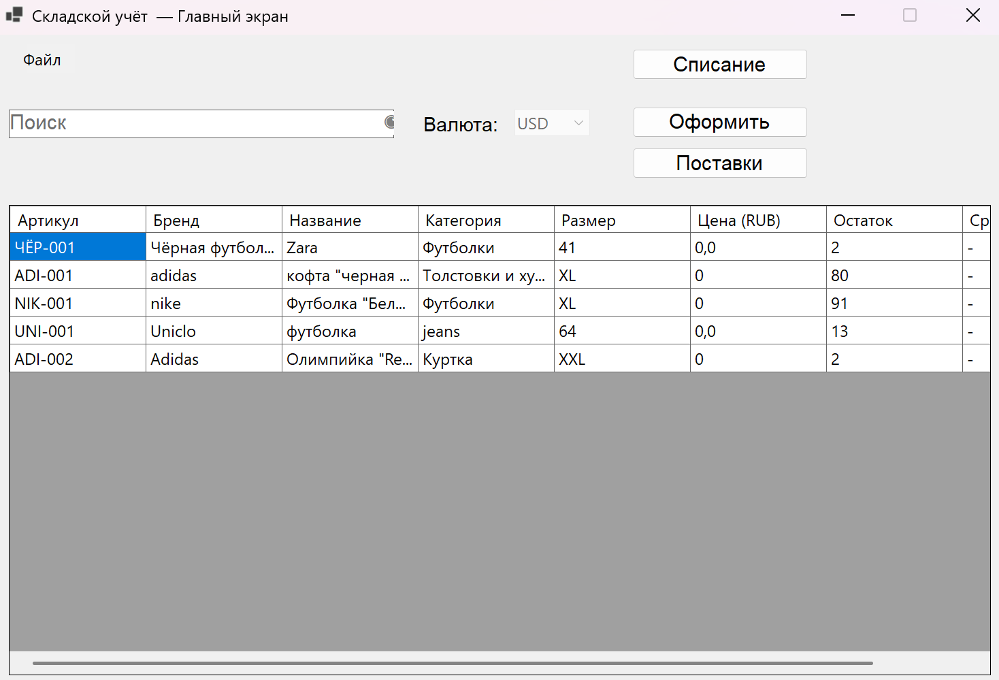 Складской учёт — Главный экран
Файл
Списание
Поиск
Валюта: USD
Оформить
Поставки
Артикул Бренд Название Категория Размер Цена (RUB) Остаток Ср
ЧЁР-001 Чёрная футбол... Zara Футболки 41 0,0 2 -
ADI-001 adidas кофта "черная ... Толстовки и ху... XL 0 80 -
NIK-001 nike Футболка "Бел... Футболки XL 0 91 -
UNI-001 Uniclo футболка jeans 64 0,0 13 -
ADI-002 Adidas Олимпийка "Re... Куртка XXL 0 2 -